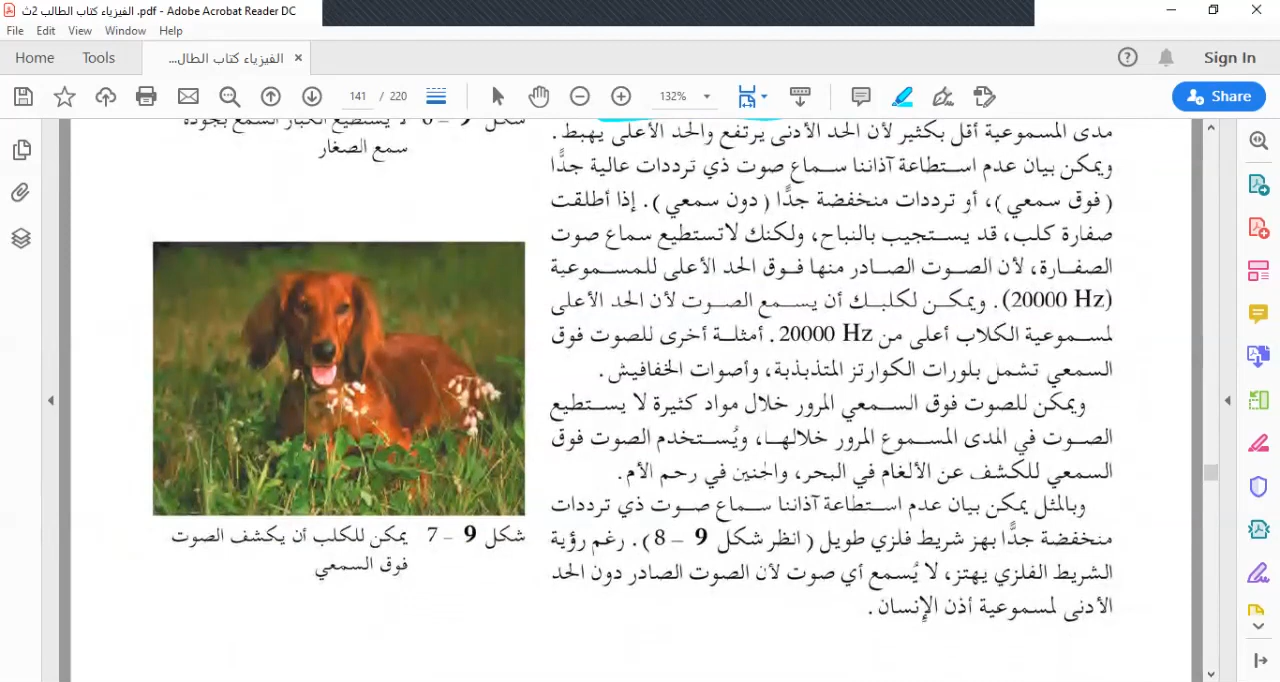 الفيزياء كتاب الطالب 2ث .pdf - Adobe Acrobat Reader DC
File Edit View Window Help
Home Tools الفيزياء كتاب الطال... × Sign In
141 / 220 132% Share
مدى المسموعية أقل بكثير لأن الحد الأدنى يرتفع والحد الأعلى يهبط.
ويمكن بيان عدم استطاعة آذاننا سماع صوت ذي ترددات عالية جدًّا
(فوق سمعي)، أو ترددات منخفضة جدًّا (دون سمعي). إذا أطلقت
صفارة كلب، قد يستجيب بالنباح، ولكنك لاتستطيع سماع صوت
الصفارة، لأن الصوت الصادر منها فوق الحد الأعلى للمسموعية
(20000 Hz). ويمكن لكلبك أن يسمع الصوت لأن الحد الأعلى
لمسموعية الكلاب أعلى من 20000 Hz. أمثلة أخرى للصوت فوق
السمعي تشمل بلورات الكوارتز المتذبذبة، وأصوات الخفافيش.
ويمكن للصوت فوق السمعي المرور خلال مواد كثيرة لا يستطيع
الصوت في المدى المسموع المرور خلالها، ويُستخدم الصوت فوق
السمعي للكشف عن الألغام في البحر، والجنين في رحم الأم.
وبالمثل يمكن بيان عدم استطاعة آذاننا سماع صوت ذي ترددات
منخفضة جدًّا بهز شريط فلزي طويل (انظر شكل 9 – 8). رغم رؤية
الشريط الفلزي يهتز، لا يُسمع أي صوت لأن الصوت الصادر دون الحد
الأدنى لمسموعية أذن الإنسان.
شكل 9 – 6 لا يستطيع الكبار السمع بجودة
سمع الصغار
شكل 9 – 7 يمكن للكلب أن يكشف الصوت
فوق السمعي